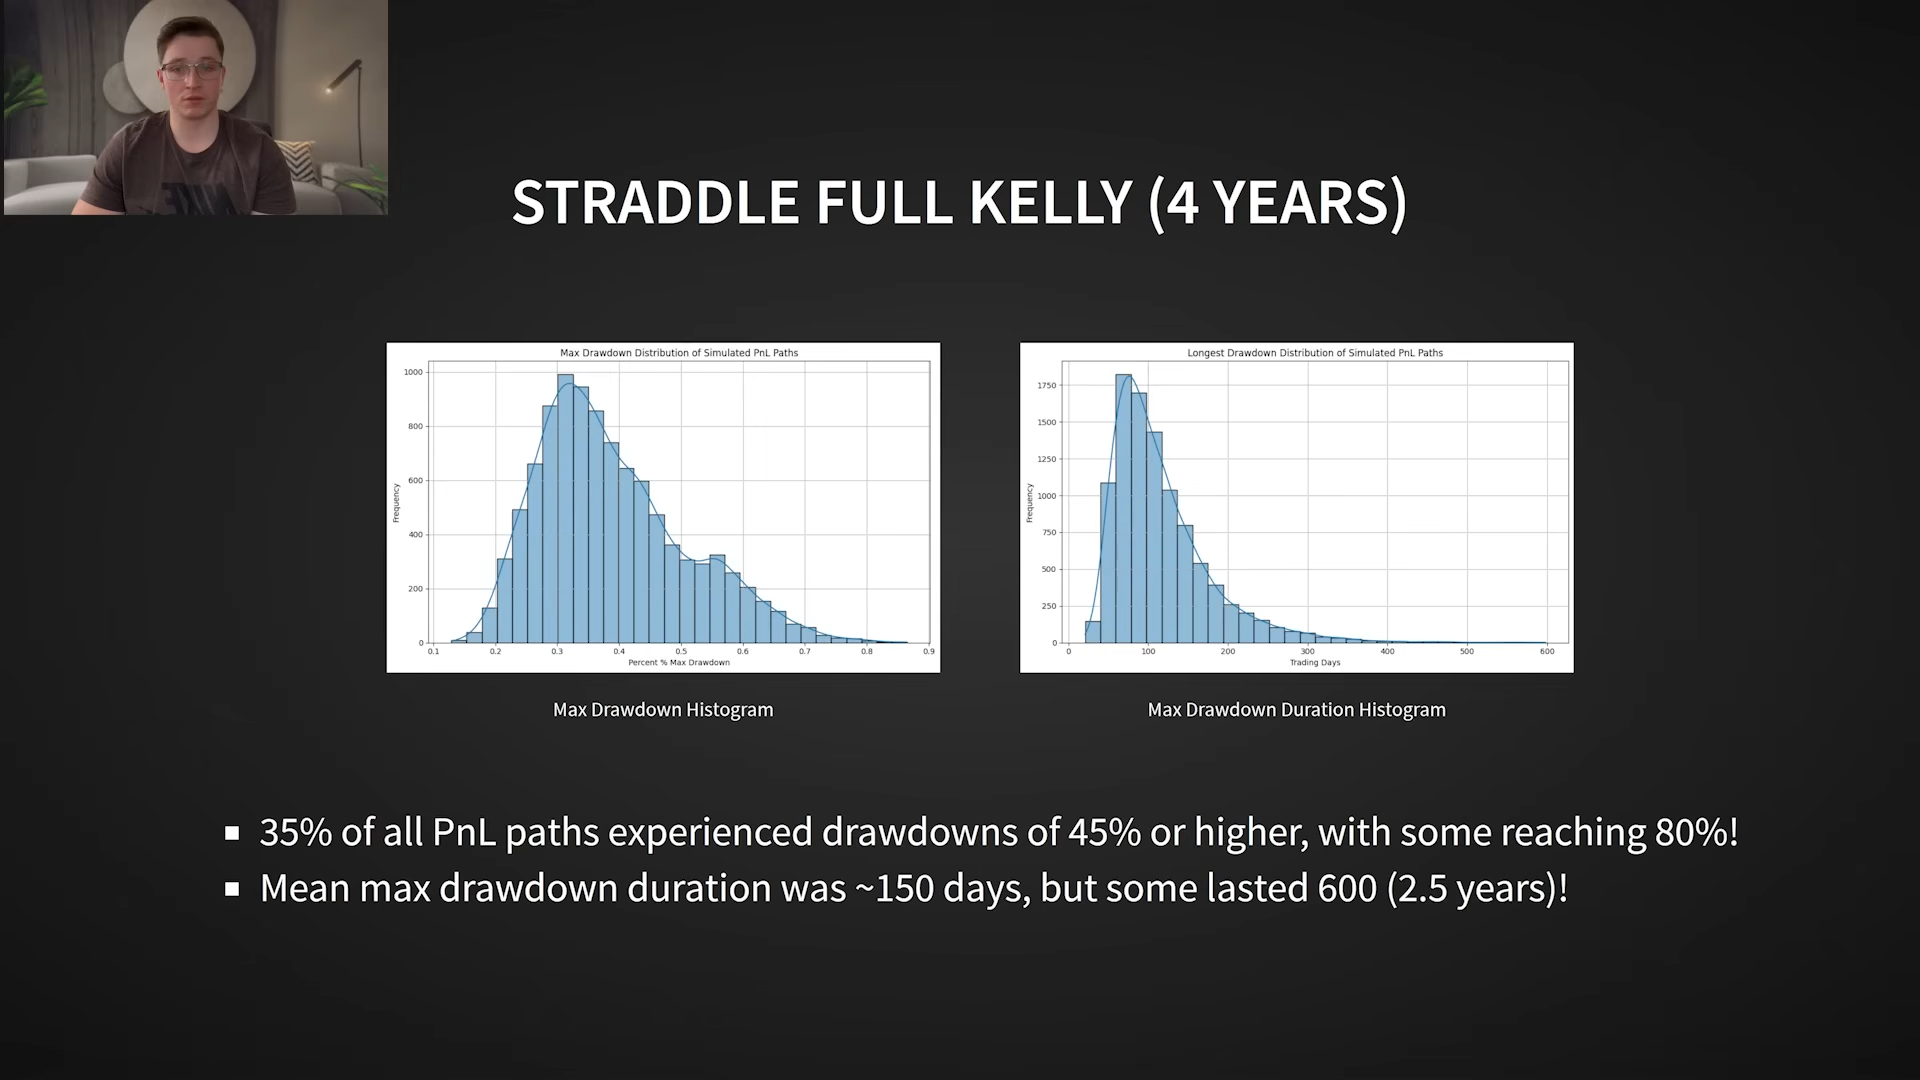 STRADDLE FULL KELLY (4 YEARS)
Max Drawdown Distribution of Simulated PnL Paths
1000
800
600
400
200
0
Frequency
0.1 0.2 0.3 0.4 0.5 0.6 0.7 0.8 0.9
Percent % Max Drawdown
Max Drawdown Histogram
Longest Drawdown Distribution of Simulated PnL Paths
1750
1500
1250
1000
750
500
250
0
Frequency
0 100 200 300 400 500 600
Trading Days
Max Drawdown Duration Histogram
▪ 35% of all PnL paths experienced drawdowns of 45% or higher, with some reaching 80%!
▪ Mean max drawdown duration was ~150 days, but some lasted 600 (2.5 years)!